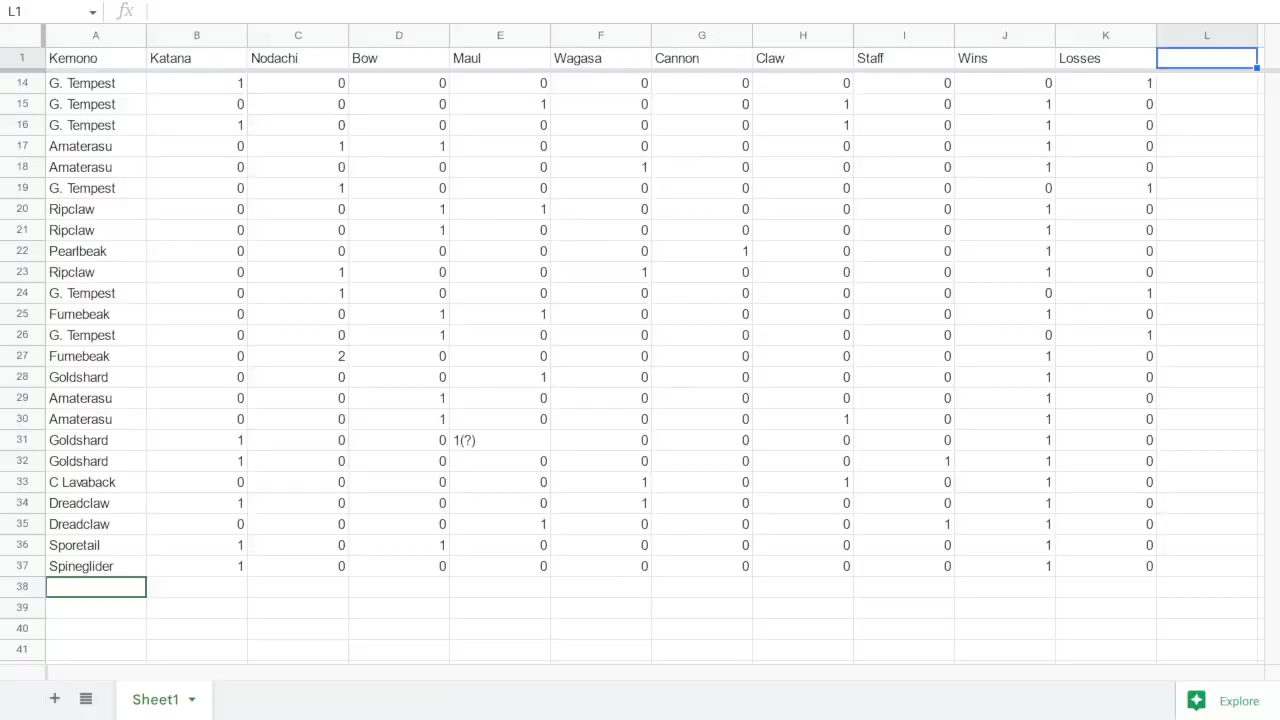 L1 fx
A B C D E F G H I J K L
1 Kemono Katana Nodachi Bow Maul Wagasa Cannon Claw Staff Wins Losses
14 G. Tempest 1 0 0 0 0 0 0 0 0 1
15 G. Tempest 0 0 0 1 0 0 1 0 1 0
16 G. Tempest 1 0 0 0 0 0 1 0 1 0
17 Amaterasu 0 1 1 0 0 0 0 0 1 0
18 Amaterasu 0 0 0 0 1 0 0 0 1 0
19 G. Tempest 0 1 0 0 0 0 0 0 0 1
20 Ripclaw 0 0 1 1 0 0 0 0 1 0
21 Ripclaw 0 0 1 0 0 0 0 0 1 0
22 Pearlbeak 0 0 0 0 0 1 0 0 1 0
23 Ripclaw 0 1 0 0 1 0 0 0 1 0
24 G. Tempest 0 1 0 0 0 0 0 0 0 1
25 Fumebeak 0 0 1 1 0 0 0 0 1 0
26 G. Tempest 0 0 1 0 0 0 0 0 0 1
27 Fumebeak 0 2 0 0 0 0 0 0 1 0
28 Goldshard 0 0 0 1 0 0 0 0 1 0
29 Amaterasu 0 0 1 0 0 0 0 0 1 0
30 Amaterasu 0 0 1 0 0 0 1 0 1 0
31 Goldshard 1 0 0 1(?) 0 0 0 0 1 0
32 Goldshard 1 0 0 0 0 0 0 1 1 0
33 C Lavaback 0 0 0 0 1 0 1 0 1 0
34 Dreadclaw 1 0 0 0 1 0 0 0 1 0
35 Dreadclaw 0 0 0 1 0 0 0 1 1 0
36 Sporetail 1 0 1 0 0 0 0 0 1 0
37 Spineglider 1 0 0 0 0 0 0 0 1 0
38
39
40
41
Sheet1 Explore